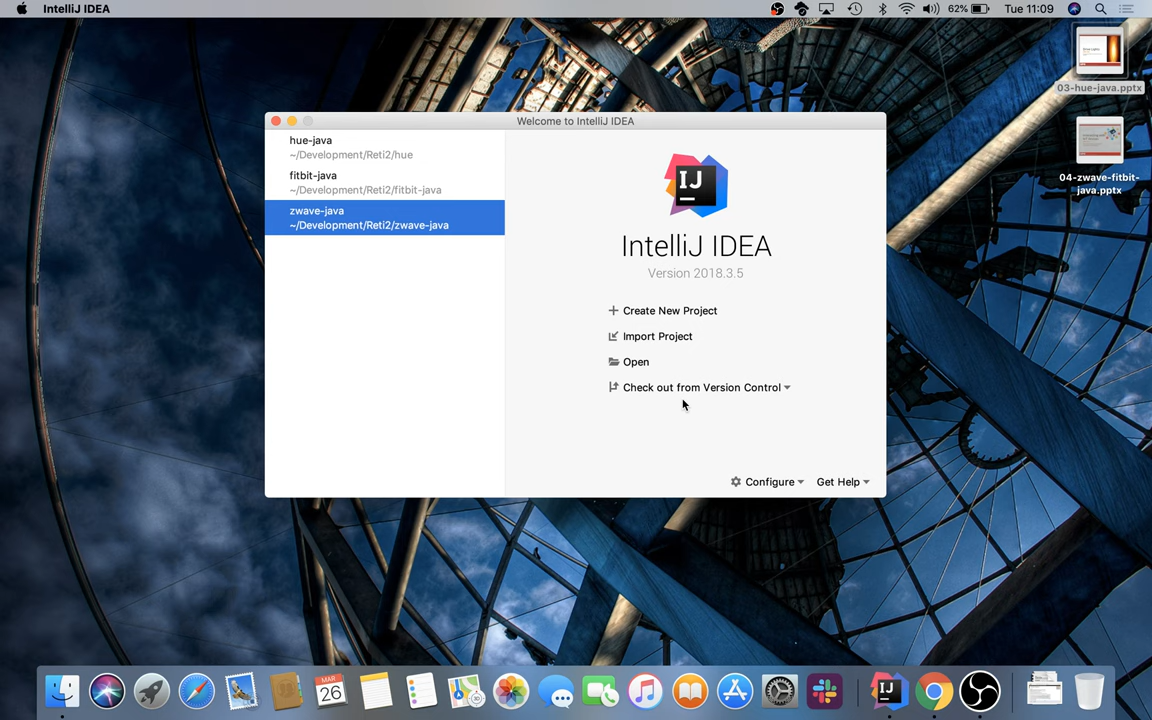 IntelliJ IDEA
62%
Tue 11:09
03-hue-java.pptx
04-zwave-fitbit-
java.pptx
Welcome to IntelliJ IDEA
hue-java
~/Development/Reti2/hue
fitbit-java
~/Development/Reti2/fitbit-java
zwave-java
~/Development/Reti2/zwave-java
IJ
IntelliJ IDEA
Version 2018.3.5
Create New Project
Import Project
Open
Check out from Version Control
Configure
Get Help
MAR
26
IJ